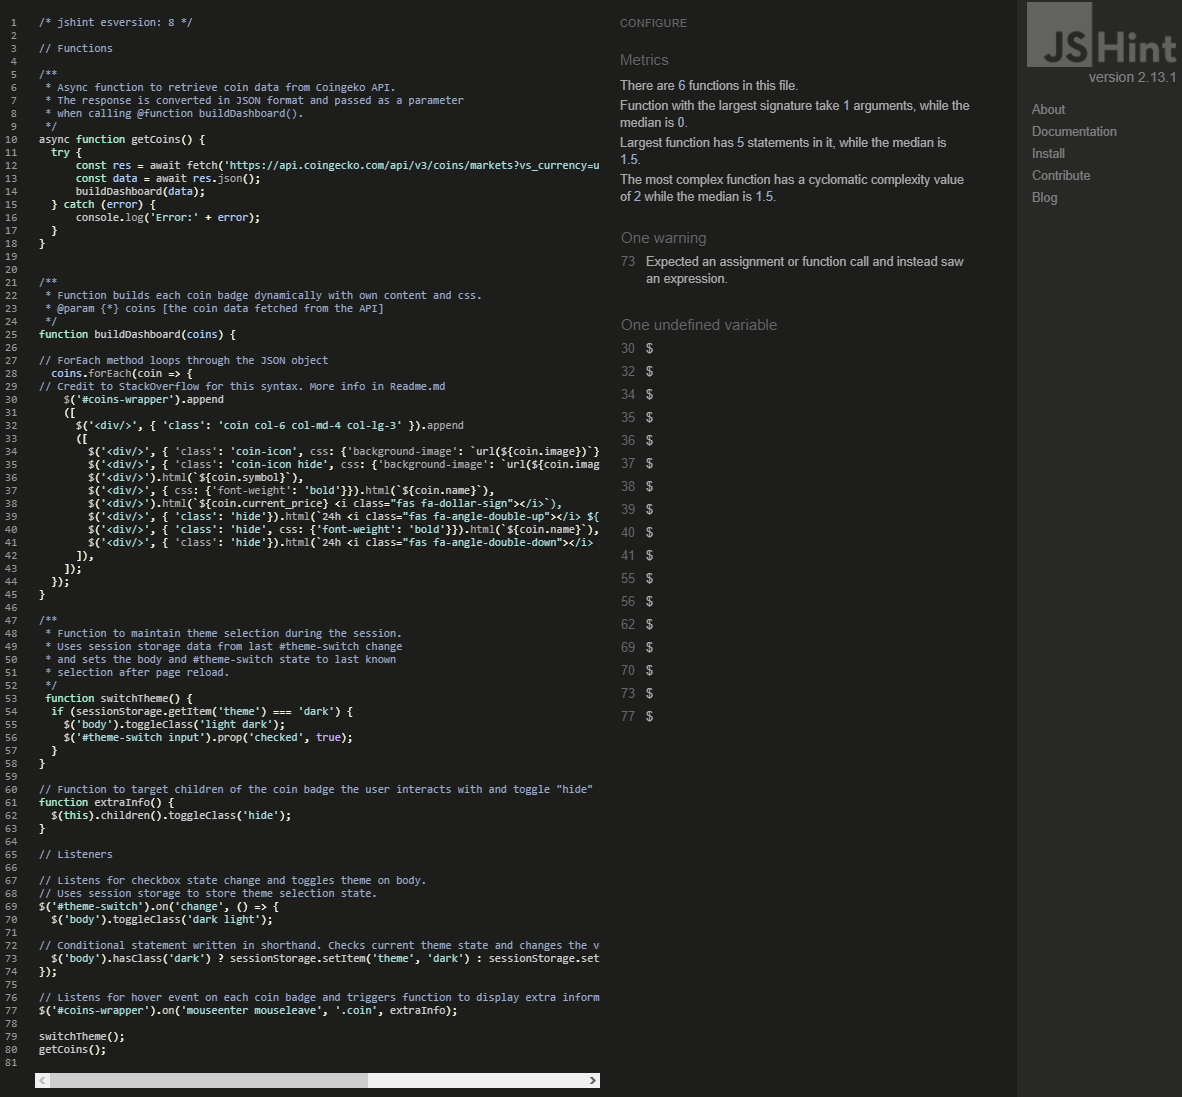 1 /* jshint esversion: 8 */
2
3 // Functions
4
5 /**
6  * Async function to retrieve coin data from Coingeko API.
7  * The response is converted in JSON format and passed as a parameter
8  * when calling @function buildDashboard().
9  */
10 async function getCoins() {
11   try {
12       const res = await fetch('https://api.coingecko.com/api/v3/coins/markets?vs_currency=u
13       const data = await res.json();
14       buildDashboard(data);
15   } catch (error) {
16       console.log('Error:' + error);
17   }
18 }
19
20
21 /**
22  * Function builds each coin badge dynamically with own content and css.
23  * @param {*} coins [the coin data fetched from the API]
24  */
25 function buildDashboard(coins) {
26
27 // ForEach method loops through the JSON object
28   coins.forEach(coin => {
29 // Credit to StackOverflow for this syntax. More info in Readme.md
30     $('#coins-wrapper').append
31     ([
32       $('<div/>', { 'class': 'coin col-6 col-md-4 col-lg-3' }).append
33       ([
34         $('<div/>', { 'class': 'coin-icon', css: {'background-image': `url(${coin.image})`}
35         $('<div/>', { 'class': 'coin-icon hide', css: {'background-image': `url(${coin.imag
36         $('<div/>').html(`${coin.symbol}`),
37         $('<div/>', { css: {'font-weight': 'bold'}}).html(`${coin.name}`),
38         $('<div/>').html(`${coin.current_price} <i class="fas fa-dollar-sign"></i>`),
39         $('<div/>', { 'class': 'hide'}).html(`24h <i class="fas fa-angle-double-up"></i> ${
40         $('<div/>', { 'class': 'hide', css: {'font-weight': 'bold'}}).html(`${coin.name}`),
41         $('<div/>', { 'class': 'hide'}).html(`24h <i class="fas fa-angle-double-down"></i>
42       ]),
43     ]);
44   });
45 }
46
47 /**
48  * Function to maintain theme selection during the session.
49  * Uses session storage data from last #theme-switch change
50  * and sets the body and #theme-switch state to last known
51  * selection after page reload.
52  */
53  function switchTheme() {
54   if (sessionStorage.getItem('theme') === 'dark') {
55     $('body').toggleClass('light dark');
56     $('#theme-switch input').prop('checked', true);
57   }
58 }
59
60 // Function to target children of the coin badge the user interacts with and toggle "hide"
61 function extraInfo() {
62   $(this).children().toggleClass('hide');
63 }
64
65 // Listeners
66
67 // Listens for checkbox state change and toggles theme on body.
68 // Uses session storage to store theme selection state.
69 $('#theme-switch').on('change', () => {
70   $('body').toggleClass('dark light');
71
72 // Conditional statement written in shorthand. Checks current theme state and changes the v
73   $('body').hasClass('dark') ? sessionStorage.setItem('theme', 'dark') : sessionStorage.set
74 });
75
76 // Listens for hover event on each coin badge and triggers function to display extra inform
77 $('#coins-wrapper').on('mouseenter mouseleave', '.coin', extraInfo);
78
79 switchTheme();
80 getCoins();
81
CONFIGURE
Metrics
There are 6 functions in this file.
Function with the largest signature take 1 arguments, while the
median is 0.
Largest function has 5 statements in it, while the median is
1.5.
The most complex function has a cyclomatic complexity value
of 2 while the median is 1.5.
One warning
73 Expected an assignment or function call and instead saw
an expression.
One undefined variable
30 $
32 $
34 $
35 $
36 $
37 $
38 $
39 $
40 $
41 $
55 $
56 $
62 $
69 $
70 $
73 $
77 $
JSHint
version 2.13.1
About
Documentation
Install
Contribute
Blog